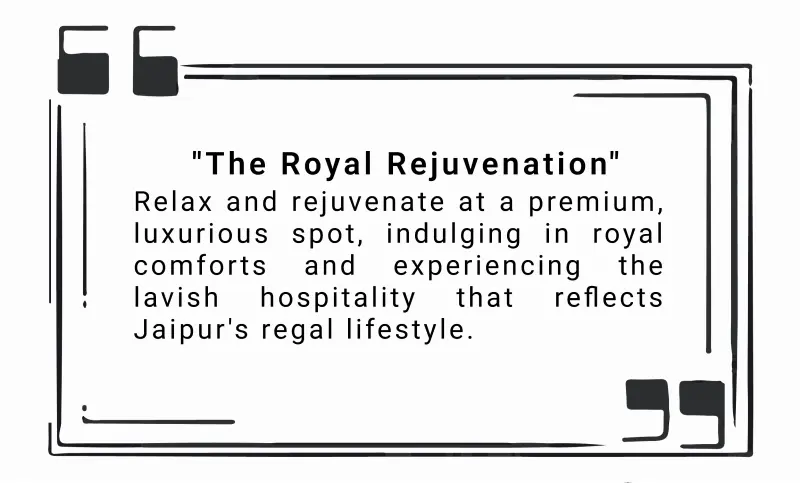 "The Royal Rejuvenation"
Relax and rejuvenate at a premium,
luxurious spot, indulging in royal
comforts and experiencing the
lavish hospitality that reflects
Jaipur's regal lifestyle.